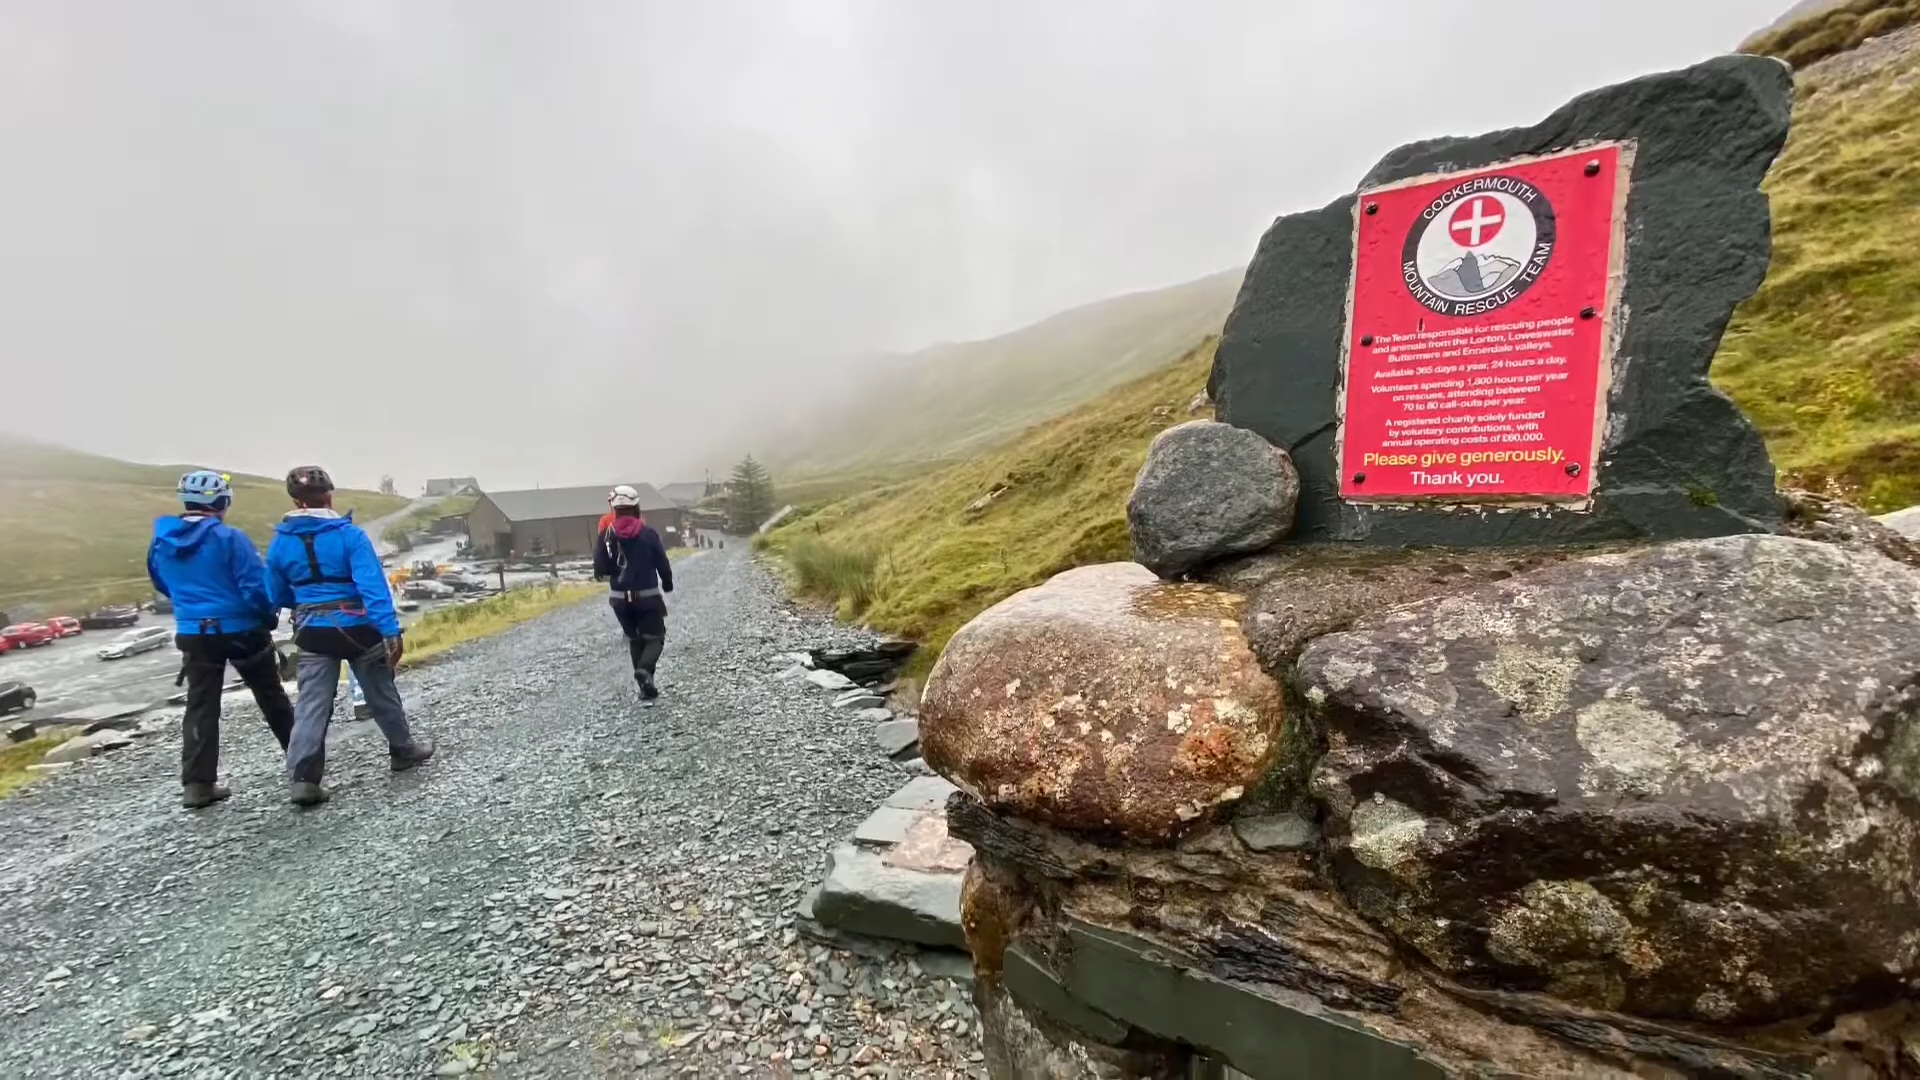 COCKERMOUTH
MOUNTAIN RESCUE TEAM
The Team responsible for rescuing people
and animals from the Lorton, Loweswater,
Buttermere and Ennerdale valleys.
Available 365 days a year, 24 hours a day.
Volunteers spending 1,800 hours per year
on rescues, attending between
70 to 80 call-outs per year.
A registered charity solely funded
by voluntary contributions, with
annual operating costs of £60,000.
Please give generously.
Thank you.